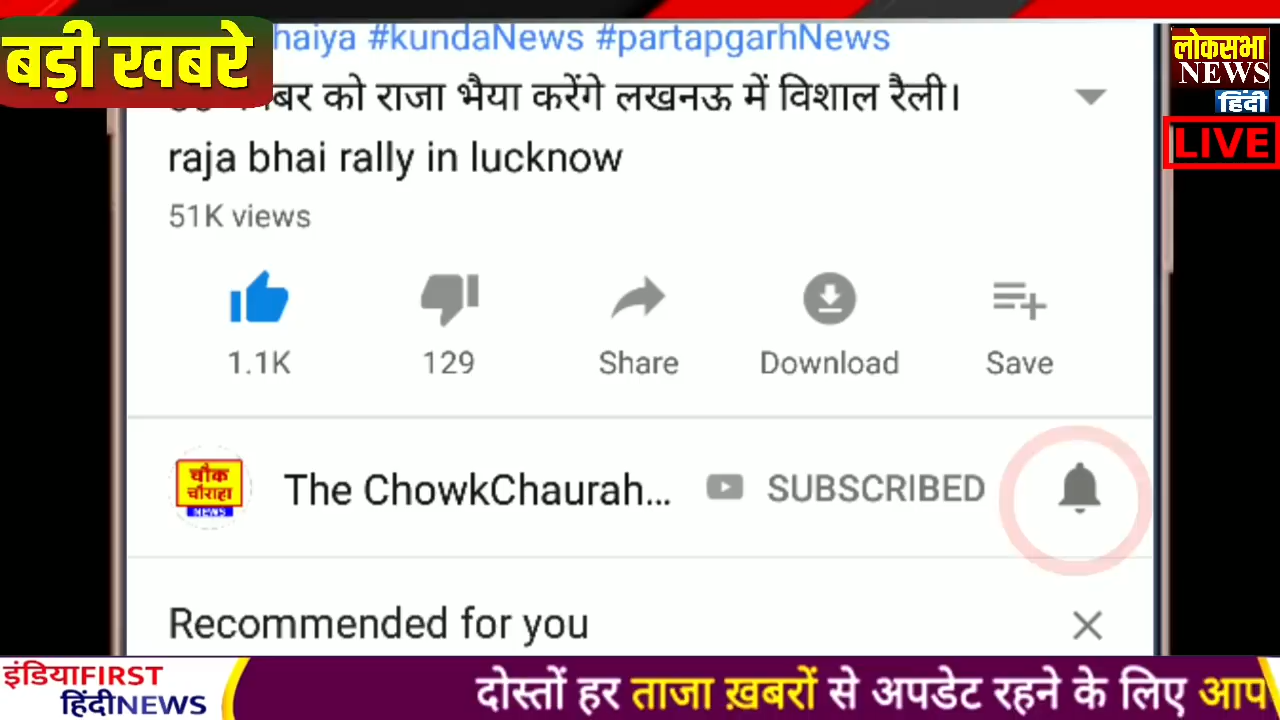 बड़ी खबरे
haiya #kundaNews #partapgarhNews
को राजा भैया करेंगे लखनऊ में विशाल रैली।
raja bhai rally in lucknow
51K views
1.1K 129 Share Download Save
चौक
चौराहा
NEWS
The ChowkChaurah... SUBSCRIBED
Recommended for you
लोकसभा
NEWS
हिंदी
LIVE
इंडियाFIRST
हिंदीNEWS
दोस्तों हर ताजा ख़बरों से अपडेट रहने के लिए आप